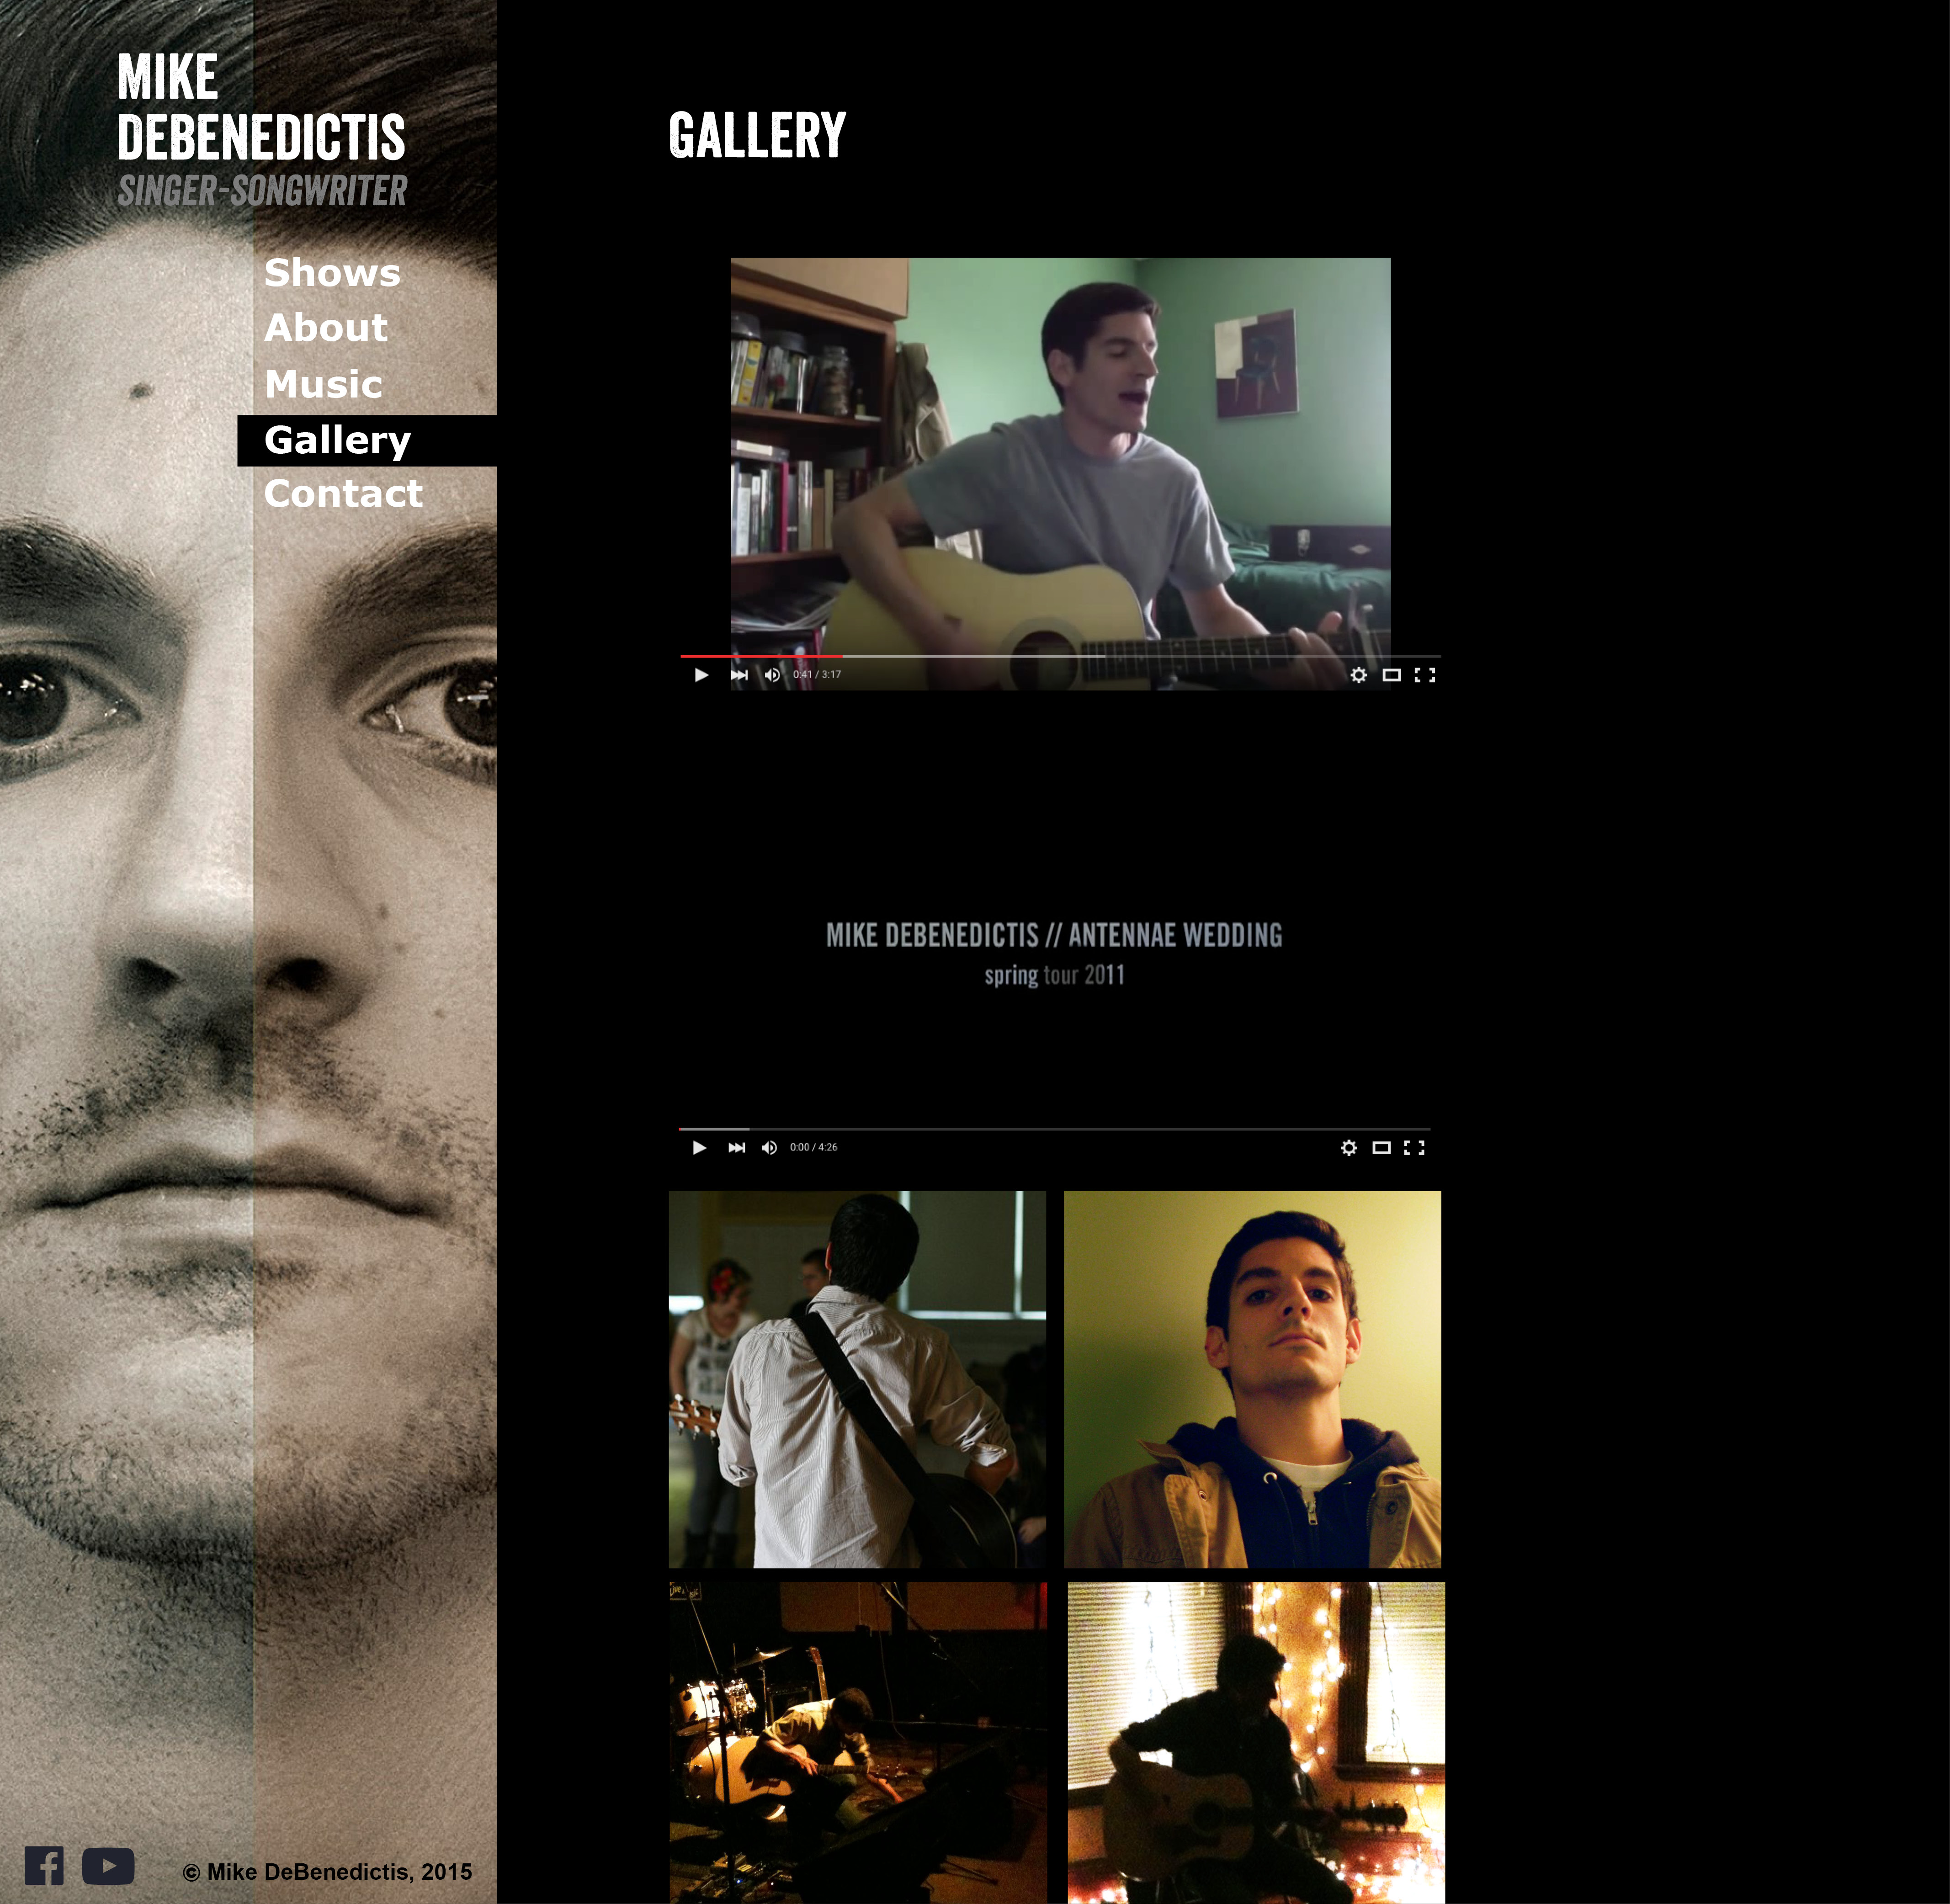 MIKE
DEBENEDICTIS
SINGER-SONGWRITER
Shows
About
Music
Gallery
Contact
© Mike DeBenedictis, 2015
GALLERY
0:41 / 3:17
MIKE DEBENEDICTIS // ANTENNAE WEDDING
spring tour 2011
0:00 / 4:26